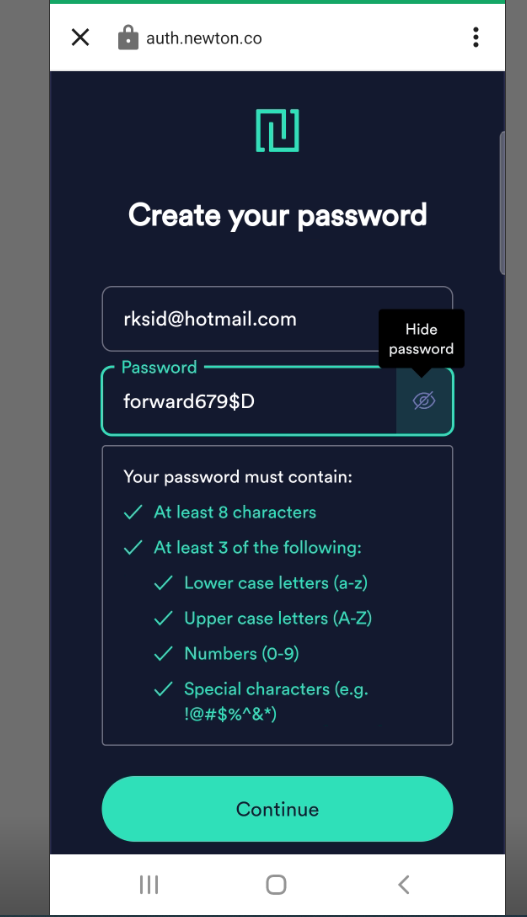 auth.newton.co
Create your password
rksid@hotmail.com
Hide
password
Password
forward679$D
Your password must contain:
At least 8 characters
At least 3 of the following:
Lower case letters (a-z)
Upper case letters (A-Z)
Numbers (0-9)
Special characters (e.g.
!@#$%^&*)
Continue